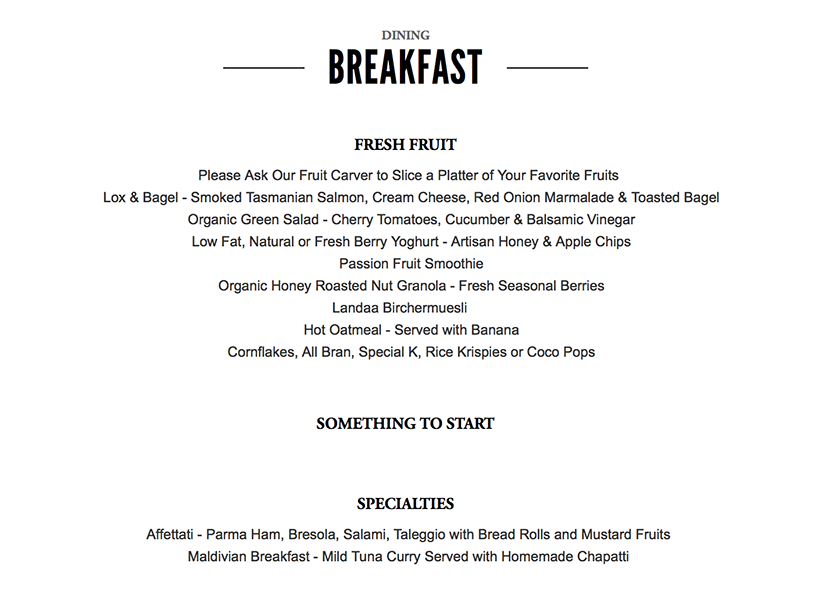 DINING
BREAKFAST
FRESH FRUIT
Please Ask Our Fruit Carver to Slice a Platter of Your Favorite Fruits
Lox & Bagel - Smoked Tasmanian Salmon, Cream Cheese, Red Onion Marmalade & Toasted Bagel
Organic Green Salad - Cherry Tomatoes, Cucumber & Balsamic Vinegar
Low Fat, Natural or Fresh Berry Yoghurt - Artisan Honey & Apple Chips
Passion Fruit Smoothie
Organic Honey Roasted Nut Granola - Fresh Seasonal Berries
Landaa Birchermuesli
Hot Oatmeal - Served with Banana
Cornflakes, All Bran, Special K, Rice Krispies or Coco Pops
SOMETHING TO START
SPECIALTIES
Affettati - Parma Ham, Bresola, Salami, Taleggio with Bread Rolls and Mustard Fruits
Maldivian Breakfast - Mild Tuna Curry Served with Homemade Chapatti